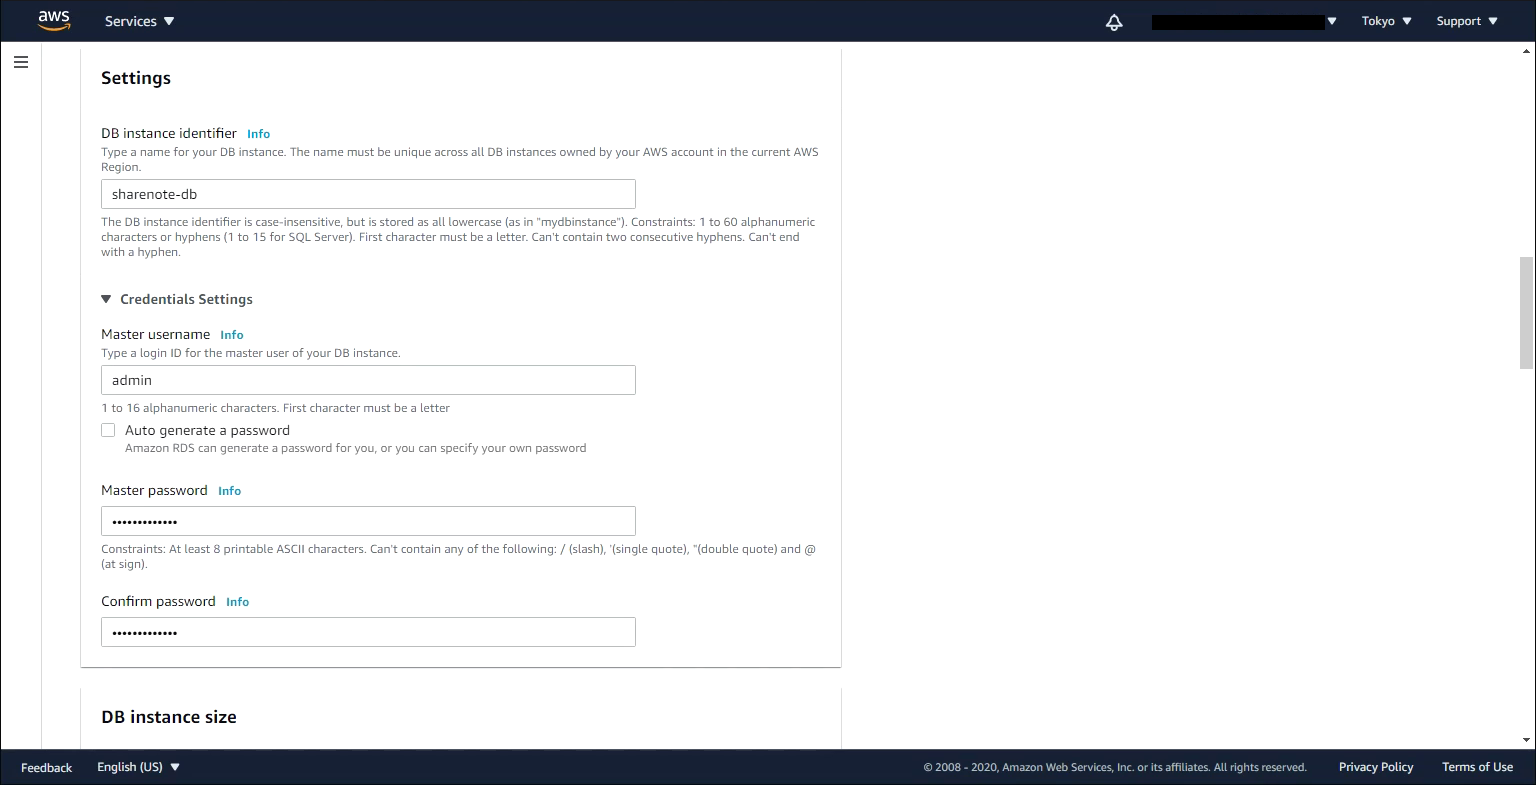 aws Services Tokyo Support
Settings
DB instance identifier Info
Type a name for your DB instance. The name must be unique across all DB instances owned by your AWS account in the current AWS
Region.
sharenote-db
The DB instance identifier is case-insensitive, but is stored as all lowercase (as in "mydbinstance"). Constraints: 1 to 60 alphanumeric
characters or hyphens (1 to 15 for SQL Server). First character must be a letter. Can't contain two consecutive hyphens. Can't end
with a hyphen.
Credentials Settings
Master username Info
Type a login ID for the master user of your DB instance.
admin
1 to 16 alphanumeric characters. First character must be a letter
Auto generate a password
Amazon RDS can generate a password for you, or you can specify your own password
Master password Info
•••••••••••••
Constraints: At least 8 printable ASCII characters. Can't contain any of the following: / (slash), '(single quote), "(double quote) and @
(at sign).
Confirm password Info
•••••••••••••
DB instance size
Feedback English (US) © 2008 - 2020, Amazon Web Services, Inc. or its affiliates. All rights reserved. Privacy Policy Terms of Use